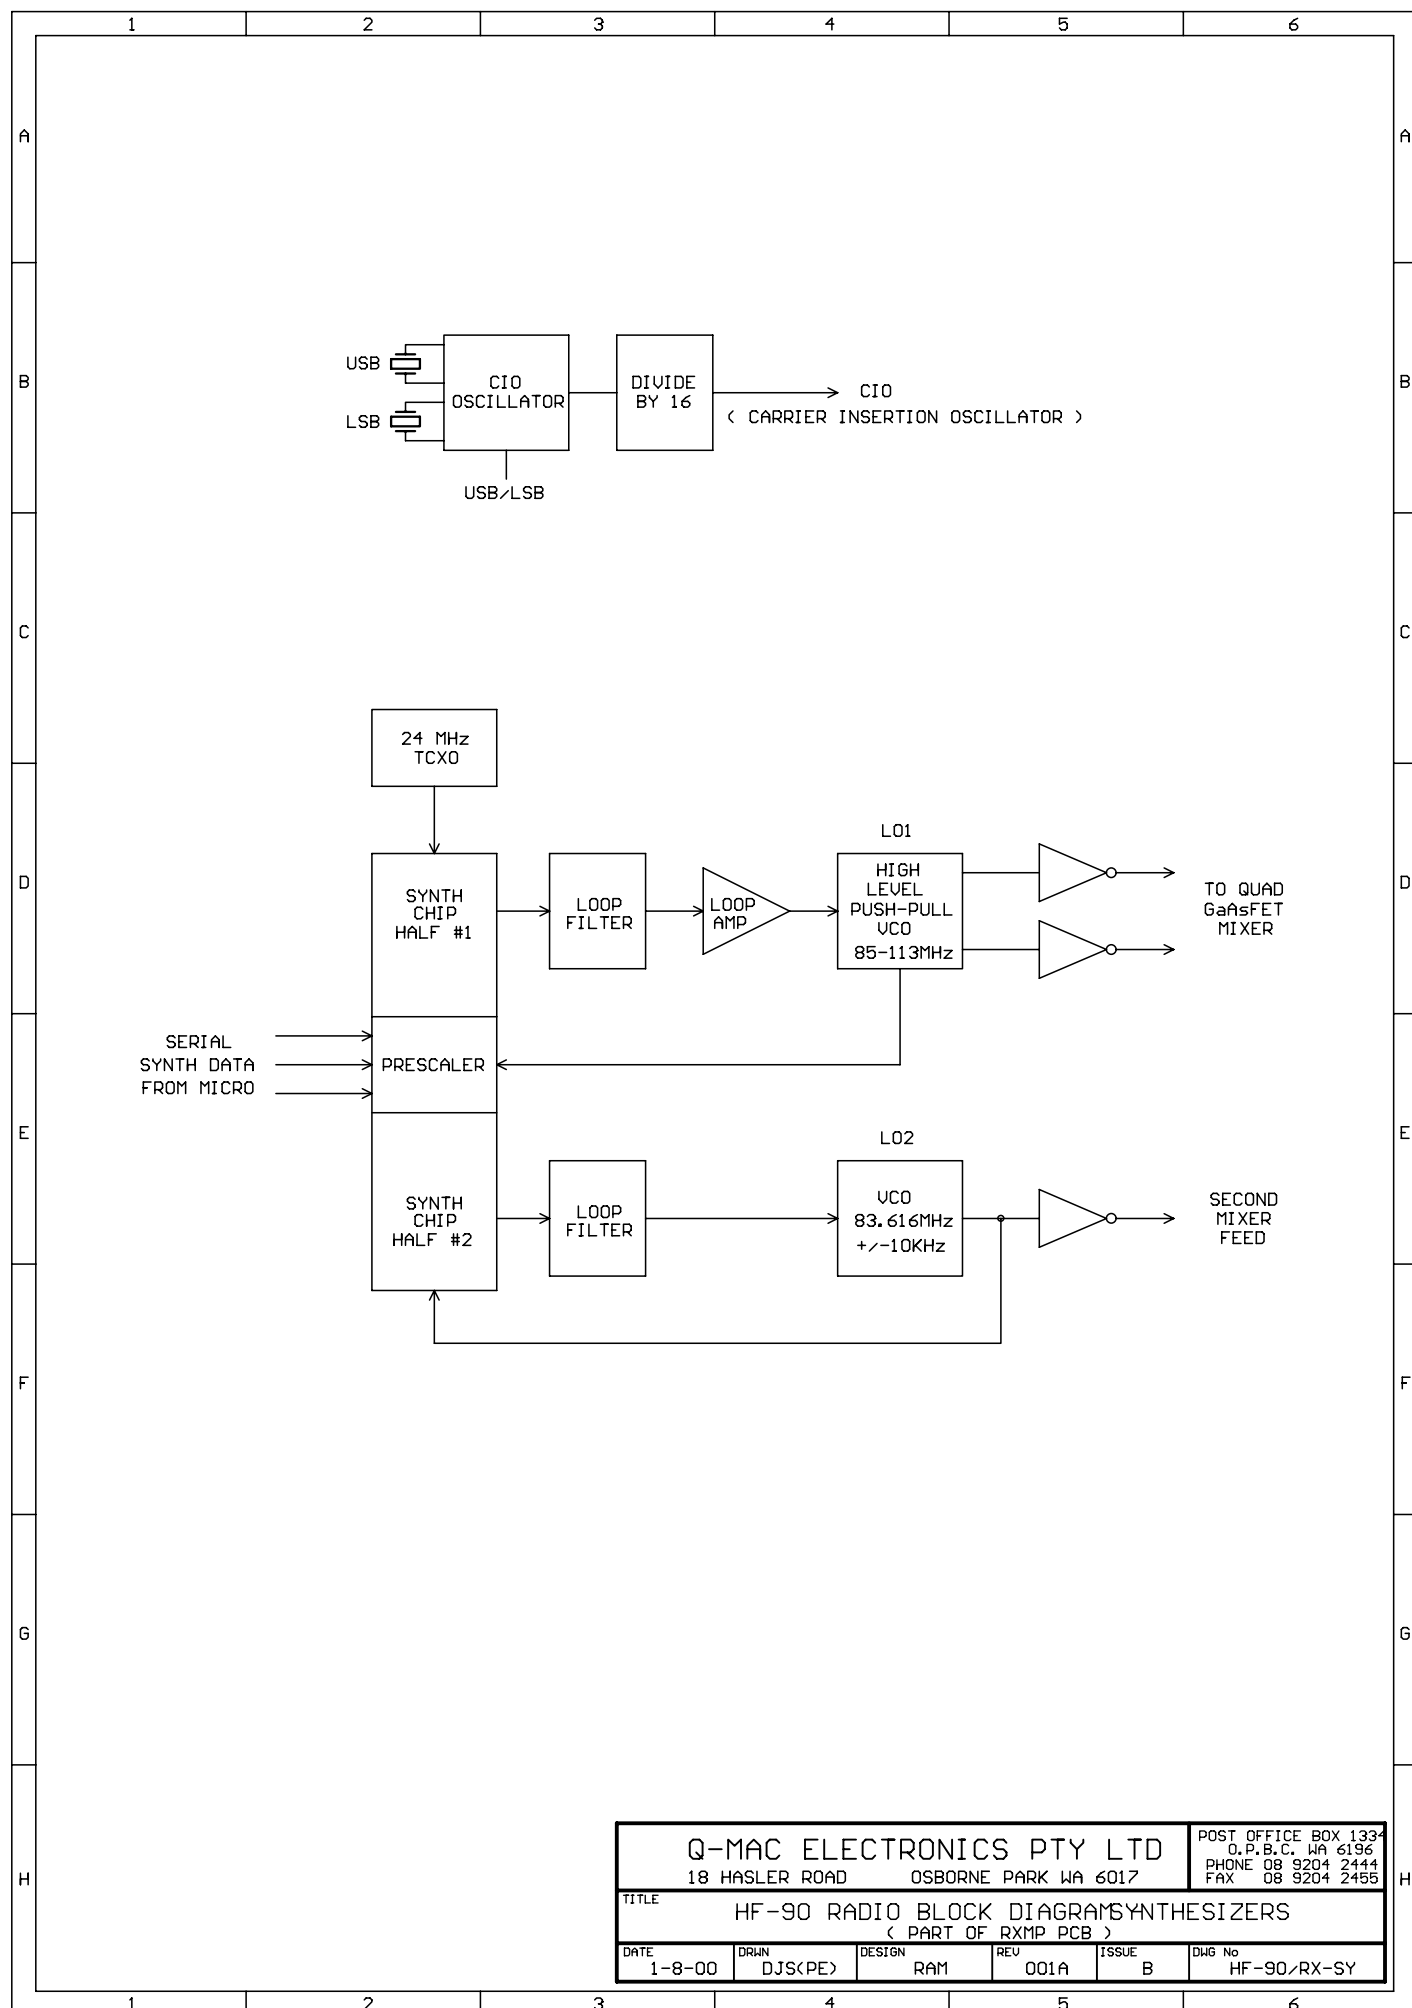 1 2 3 4 5 6
A A
USB
LSB
CIO
OSCILLATOR
DIVIDE
BY 16
CIO
( CARRIER INSERTION OSCILLATOR )
USB/LSB
B B
C C
24 MHz
TCXO
LO1
SYNTH
CHIP
HALF #1
LOOP
FILTER
LOOP
AMP
HIGH
LEVEL
PUSH-PULL
VCO
85-113MHz
TO QUAD
GaAsFET
MIXER
D D
SERIAL
SYNTH DATA
FROM MICRO
PRESCALER
E E
LO2
SYNTH
CHIP
HALF #2
LOOP
FILTER
VCO
83.616MHz
+/-10KHz
SECOND
MIXER
FEED
F F
G G
H H
Q-MAC ELECTRONICS PTY LTD
18 HASLER ROAD OSBORNE PARK WA 6017
POST OFFICE BOX 1334
O.P.B.C. WA 6196
PHONE 08 9204 2444
FAX 08 9204 2455
TITLE
HF-90 RADIO BLOCK DIAGRAM-SYNTHESIZERS
( PART OF RXMP PCB )
DATE 1-8-00
DRWN DJS(PE)
DESIGN RAM
REV 001A
ISSUE B
DWG No HF-90/RX-SY
1 2 3 4 5 6